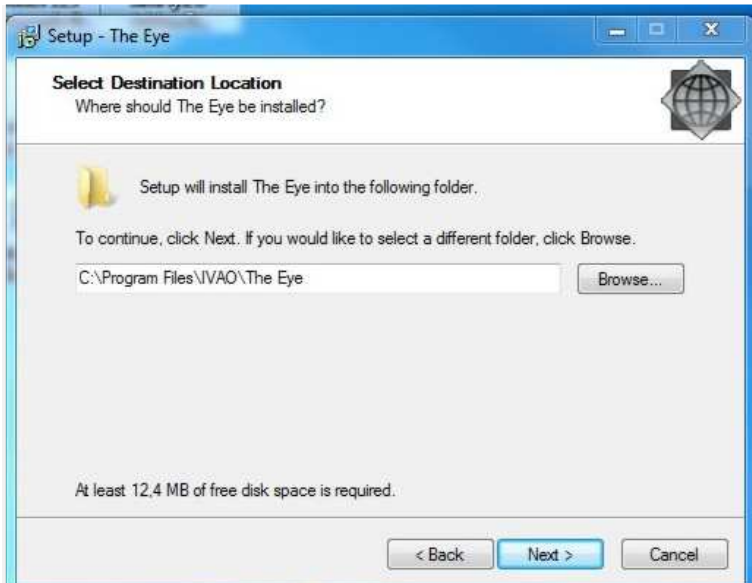 Setup - The Eye
Select Destination Location
Where should The Eye be installed?
Setup will install The Eye into the following folder.
To continue, click Next. If you would like to select a different folder, click Browse.
C:\Program Files\IVAO\The Eye
Browse...
At least 12,4 MB of free disk space is required.
< Back
Next >
Cancel